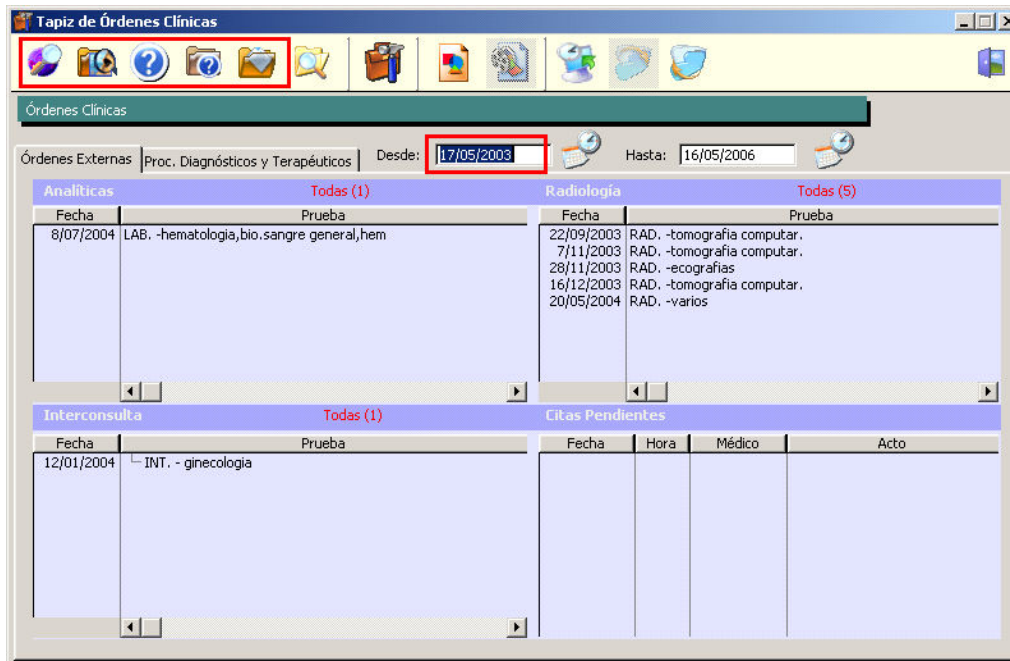 Tapiz de Órdenes Clínicas
Órdenes Clínicas
Órdenes Externas Proc. Diagnósticos y Terapéuticos Desde: 17/05/2003 Hasta: 16/05/2006
Analíticas Todas (1)
Fecha Prueba
8/07/2004 LAB. -hematologia,bio.sangre general,hem
Radiología Todas (5)
Fecha Prueba
22/09/2003 RAD. -tomografia computar.
7/11/2003 RAD. -tomografia computar.
28/11/2003 RAD. -ecografias
16/12/2003 RAD. -tomografia computar.
20/05/2004 RAD. -varios
Interconsulta Todas (1)
Fecha Prueba
12/01/2004 INT. - ginecologia
Citas Pendientes
Fecha Hora Médico Acto